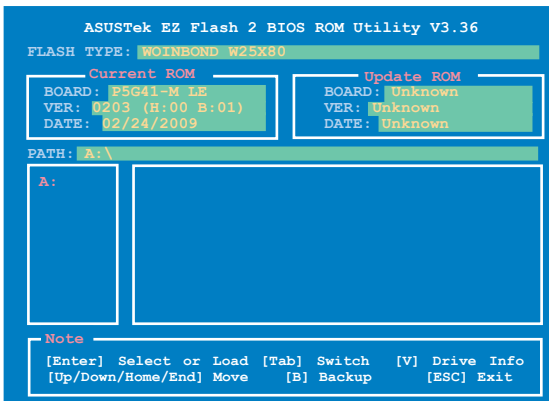 ASUSTek EZ Flash 2 BIOS ROM Utility V3.36
FLASH TYPE: WOINBOND W25X80
Current ROM
BOARD: P5G41-M LE
VER: 0203 (H:00 B:01)
DATE: 02/24/2009
Update ROM
BOARD: Unknown
VER: Unknown
DATE: Unknown
PATH: A:\
A:
Note
[Enter] Select or Load [Tab] Switch [V] Drive Info
[Up/Down/Home/End] Move [B] Backup [ESC] Exit